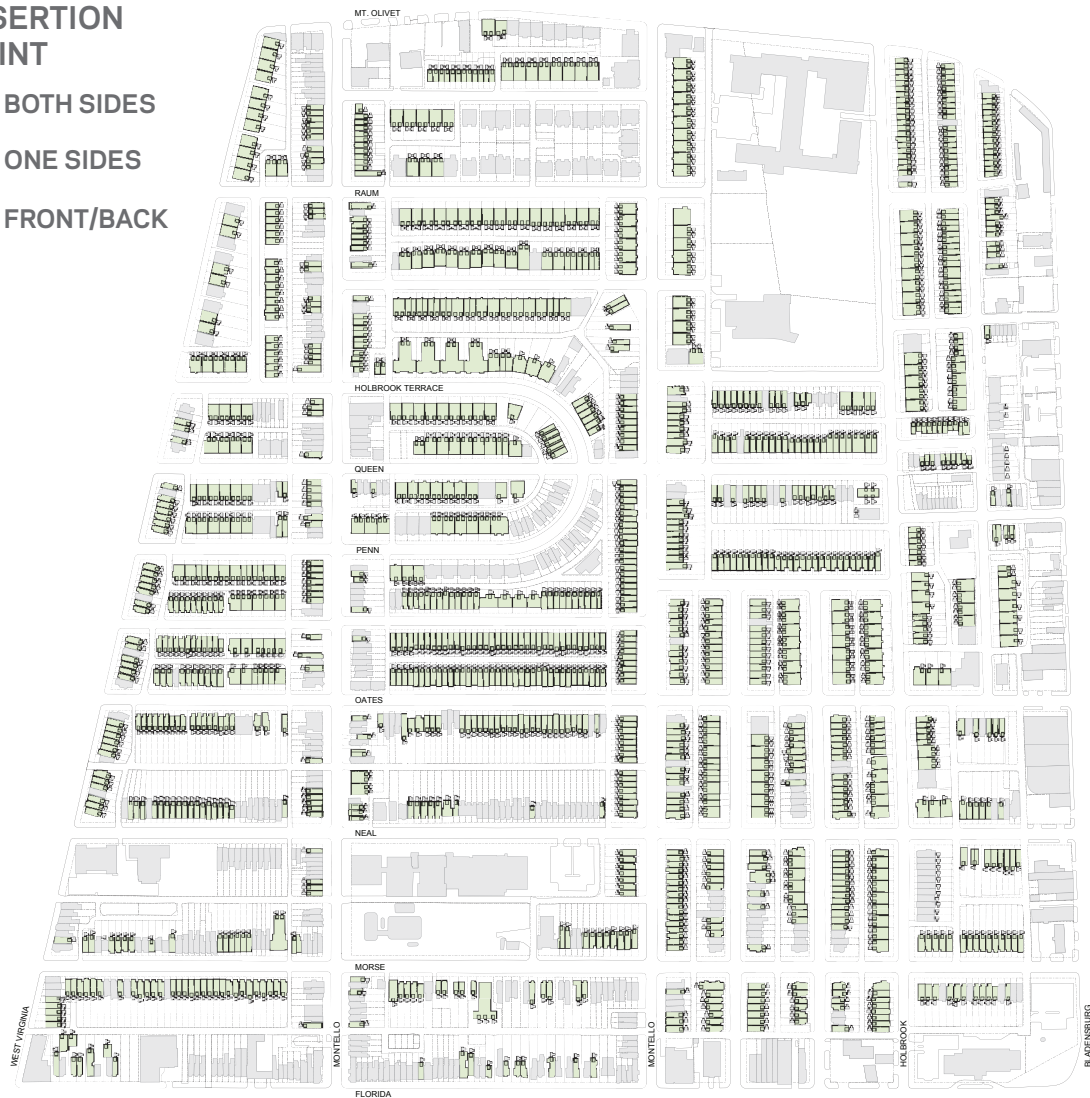 SERTION
INT
BOTH SIDES
ONE SIDES
FRONT/BACK
MT. OLIVET
RAUM
HOLBROOK TERRACE
QUEEN
PENN
OATES
NEAL
MORSE
WEST VIRGINIA
MONTELLO
MONTELLO
HOLBROOK
BLADENSBURG
FLORIDA